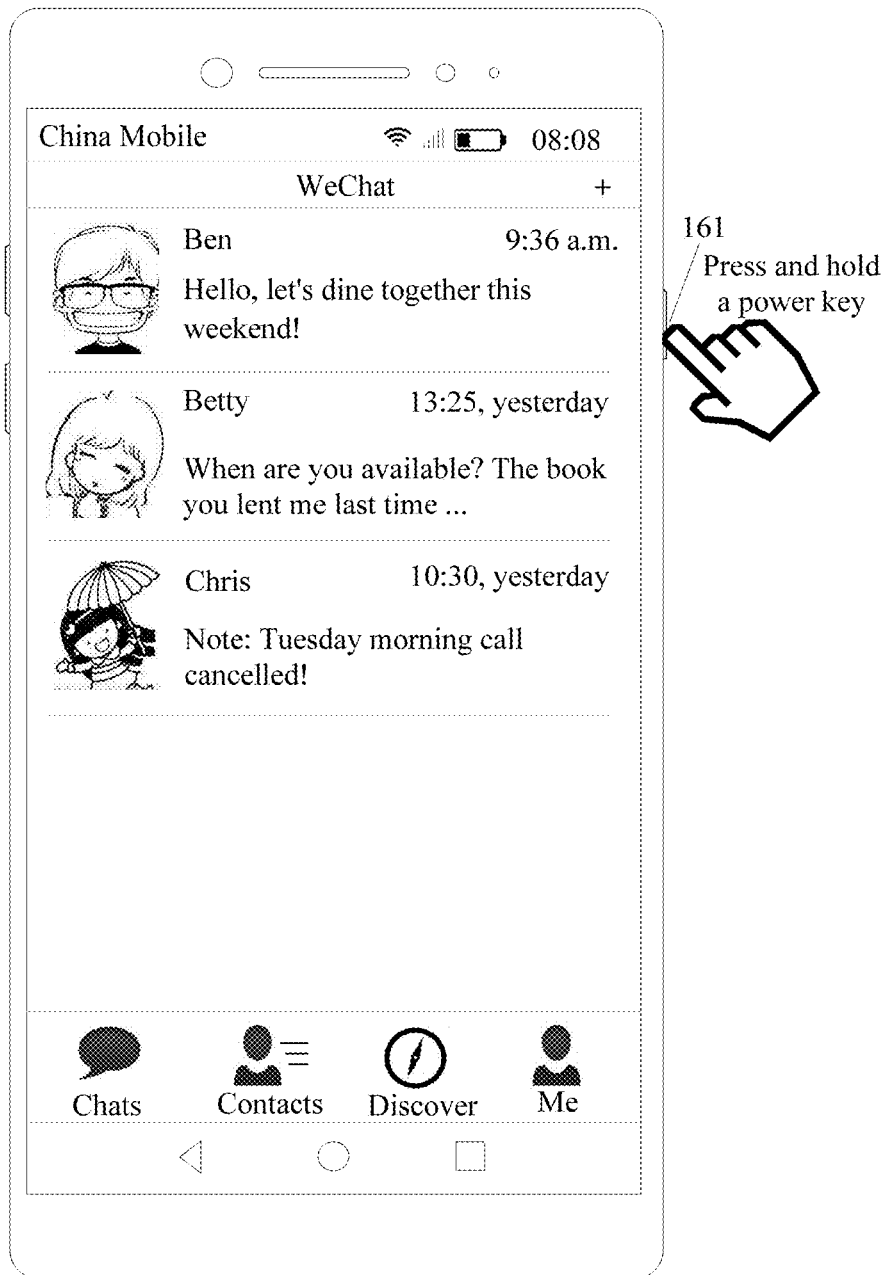 China Mobile 08:08
WeChat +
Ben 9:36 a.m.
Hello, let's dine together this
weekend!
161
Press and hold
a power key
Betty 13:25, yesterday
When are you available? The book
you lent me last time ...
Chris 10:30, yesterday
Note: Tuesday morning call
cancelled!
Chats Contacts Discover Me